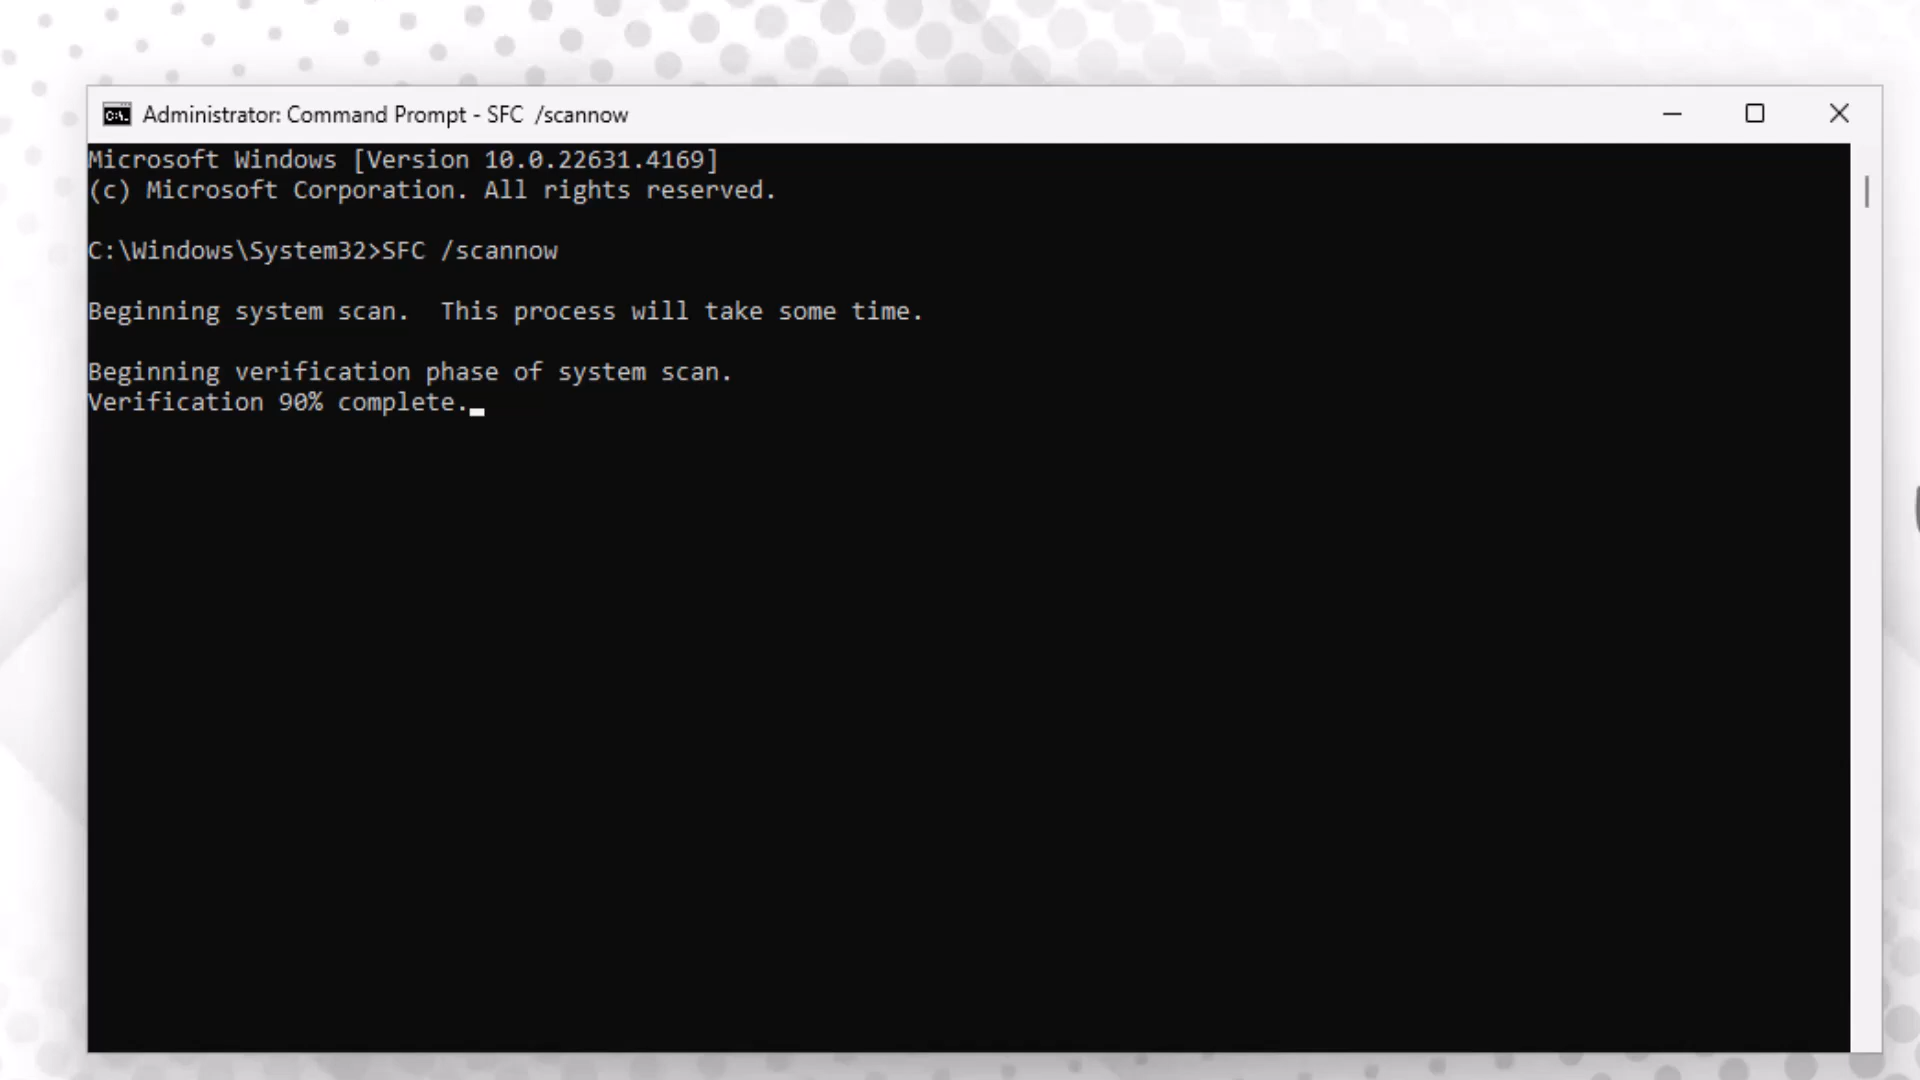 Administrator: Command Prompt - SFC  /scannow
Microsoft Windows [Version 10.0.22631.4169]
(c) Microsoft Corporation. All rights reserved.
C:\Windows\System32>SFC /scannow
Beginning system scan.  This process will take some time.
Beginning verification phase of system scan.
Verification 90% complete.